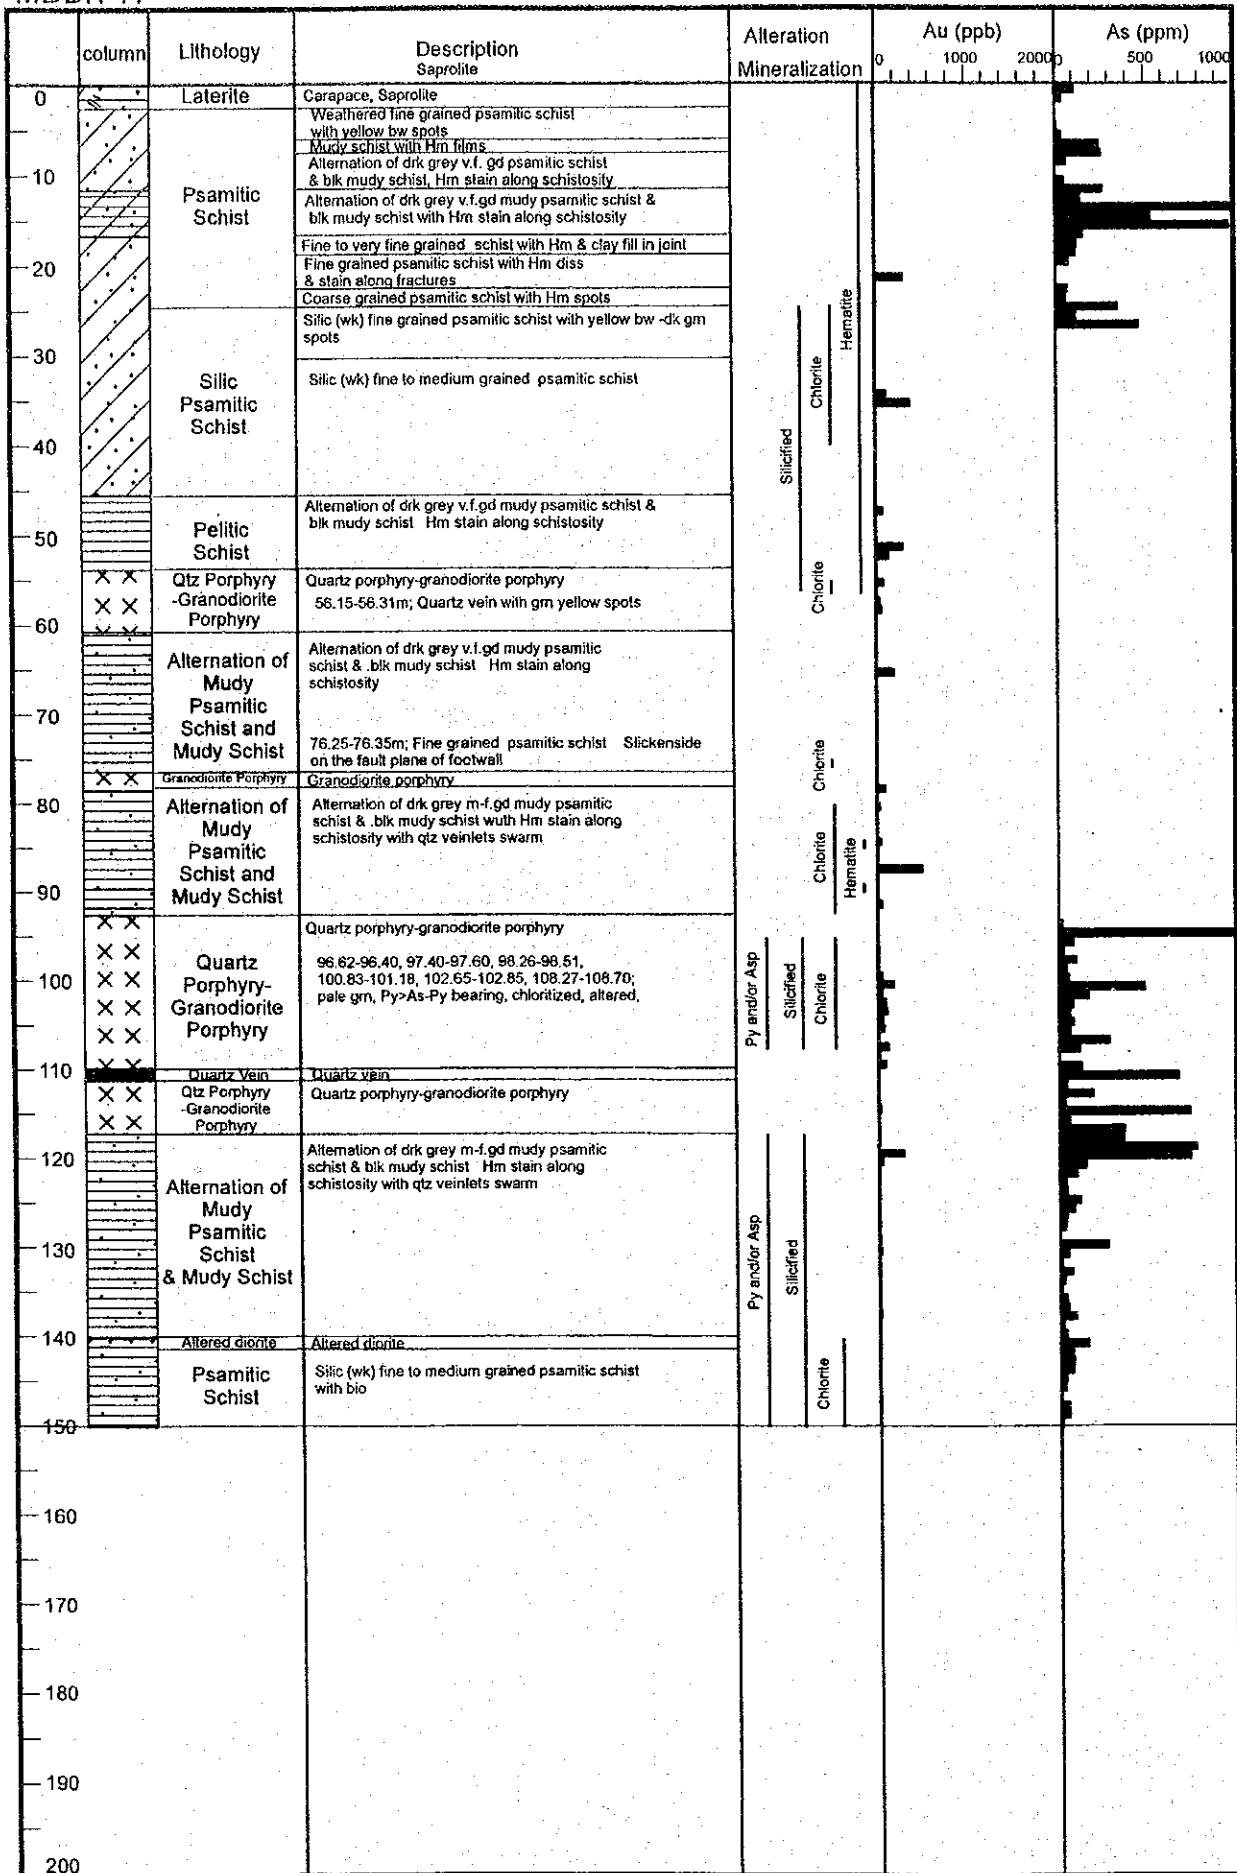 column Lithology Description Alteration Au (ppb) As (ppm)
Saprolite Mineralization 0 1000 2000 0 500 1000
0 Laterite Carapace, Saprolite
Weathered fine grained psamitic schist
with yellow bw spots
Mudy schist with Hm films
Alternation of drk grey v.f. gd psamitic schist
& blk mudy schist, Hm stain along schistosity
10
Psamitic
Schist
Alternation of drk grey v.f.gd mudy psamitic schist &
blk mudy schist with Hm stain along schistosity
Fine to very fine grained schist with Hm & clay fill in joint
20
Fine grained psamitic schist with Hm diss
& stain along fractures
Coarse grained psamitic schist with Hm spots
Silic (wk) fine grained psamitic schist with yellow bw -dk grn
spots
30
Silic
Psamitic
Schist
Silic (wk) fine to medium grained psamitic schist
Silicified
Chlorite
Hematite
40
Alternation of drk grey v.f.gd mudy psamitic schist &
blk mudy schist Hm stain along schistosity
50
Pelitic
Schist
Qtz Porphyry
-Granodiorite
Porphyry
Quartz porphyry-granodiorite porphyry
56.15-56.31m; Quartz vein with grn yellow spots
Chlorite
60
Alternation of
Mudy
Psamitic
Schist and
Mudy Schist
Alternation of drk grey v.f.gd mudy psamitic
schist & .blk mudy schist Hm stain along
schistosity
70
76.25-76.35m; Fine grained psamitic schist Slickenside
on the fault plane of footwall
Chlorite
Granodiorite Porphyry Granodiorite porphyry
80
Alternation of
Mudy
Psamitic
Schist and
Mudy Schist
Alternation of drk grey m-f.gd mudy psamitic
schist & .blk mudy schist wuth Hm stain along
schistosity with qtz veinlets swarm
Chlorite
Hematite
90
Quartz porphyry-granodiorite porphyry
Quartz
Porphyry-
Granodiorite
Porphyry
96.62-96.40, 97.40-97.60, 98.26-98.51,
100.83-101.18, 102.65-102.85, 108.27-108.70;
pale grn, Py>As-Py bearing, chloritized, altered.
Py and/or Asp
Silicified
Chlorite
100
110
Quartz Vein Quartz vein
Qtz Porphyry
-Granodiorite
Porphyry
Quartz porphyry-granodiorite porphyry
120
Alternation of
Mudy
Psamitic
Schist
& Mudy Schist
Alternation of drk grey m-f.gd mudy psamitic
schist & blk mudy schist Hm stain along
schistosity with qtz veinlets swarm
Py and/or Asp
Silicified
130
140
Altered diorite Altered diorite
Psamitic
Schist
Silic (wk) fine to medium grained psamitic schist
with bio
Chlorite
150
160
170
180
190
200